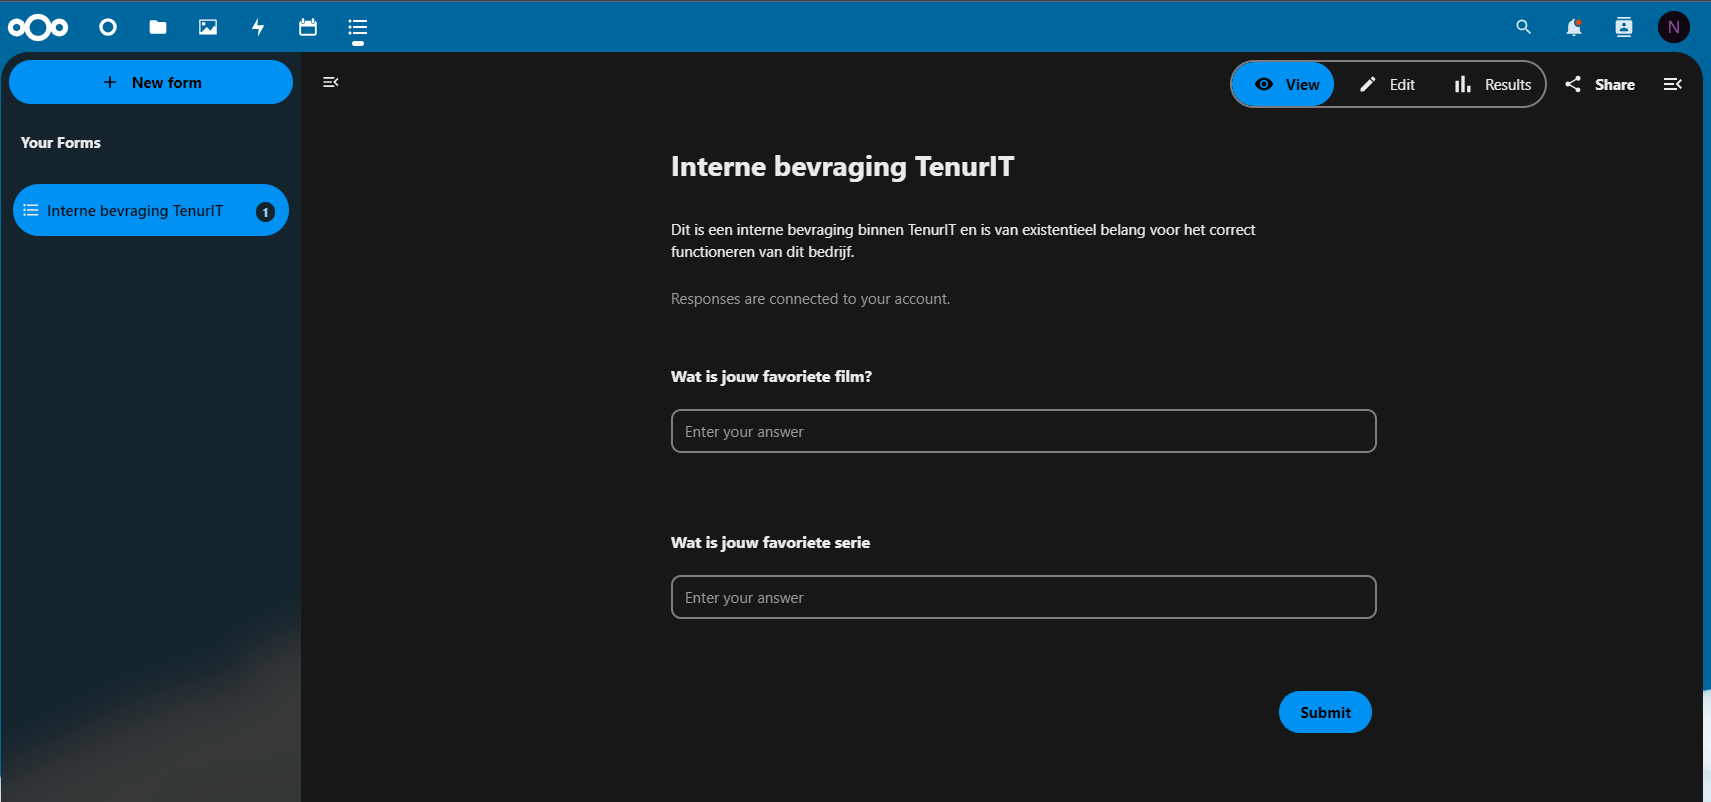 N
New form
View
Edit
Results
Share
Your Forms
Interne bevraging TenurIT
1
Interne bevraging TenurIT
Dit is een interne bevraging binnen TenurIT en is van existentieel belang voor het correct
functioneren van dit bedrijf.
Responses are connected to your account.
Wat is jouw favoriete film?
Enter your answer
Wat is jouw favoriete serie
Enter your answer
Submit